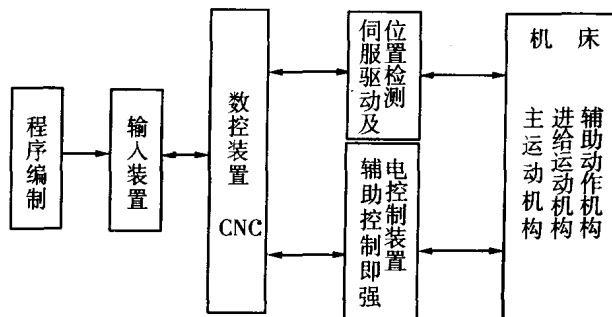 程序编制
输入装置
数控装置
CNC
伺服驱动及
位置检测
辅助控制即强
电控制装置
机床
主运动机构
进给运动机构
辅助动作机构